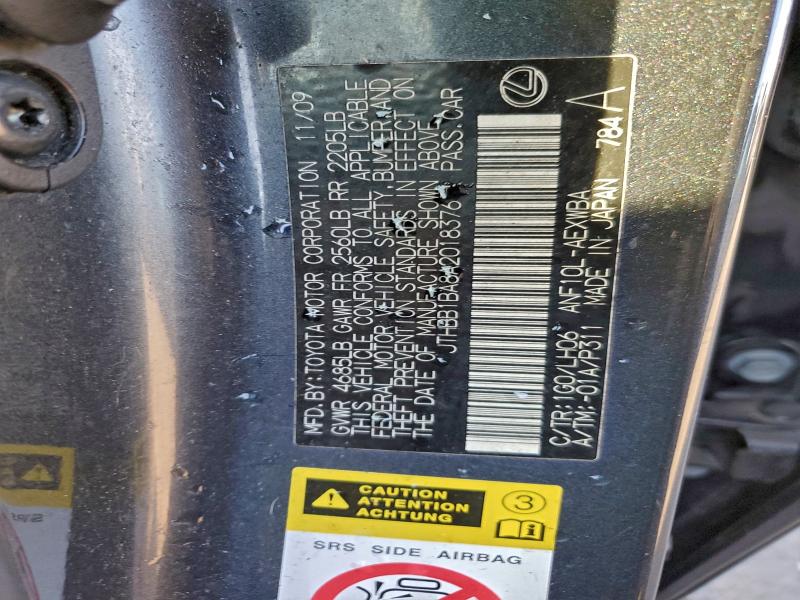 MFD. BY: TOYOTA MOTOR CORPORATION 11/09
GVWR 4685LB GAWR FR 2560LB RR 2205LB
THIS VEHICLE CONFORMS TO ALL APPLICABLE
FEDERAL MOTOR VEHICLE SAFETY, BUMPER, AND
THEFT PREVENTION STANDARDS IN EFFECT ON
THE DATE OF MANUFACTURE SHOWN ABOVE.
PASS. CAR
C/TR: 1G0/LH06 ANF10L-AEXWBA
A/TM: -01A/P311 MADE IN JAPAN 784 A
CAUTION
ATTENTION
ACHTUNG
3
SRS SIDE AIRBAG